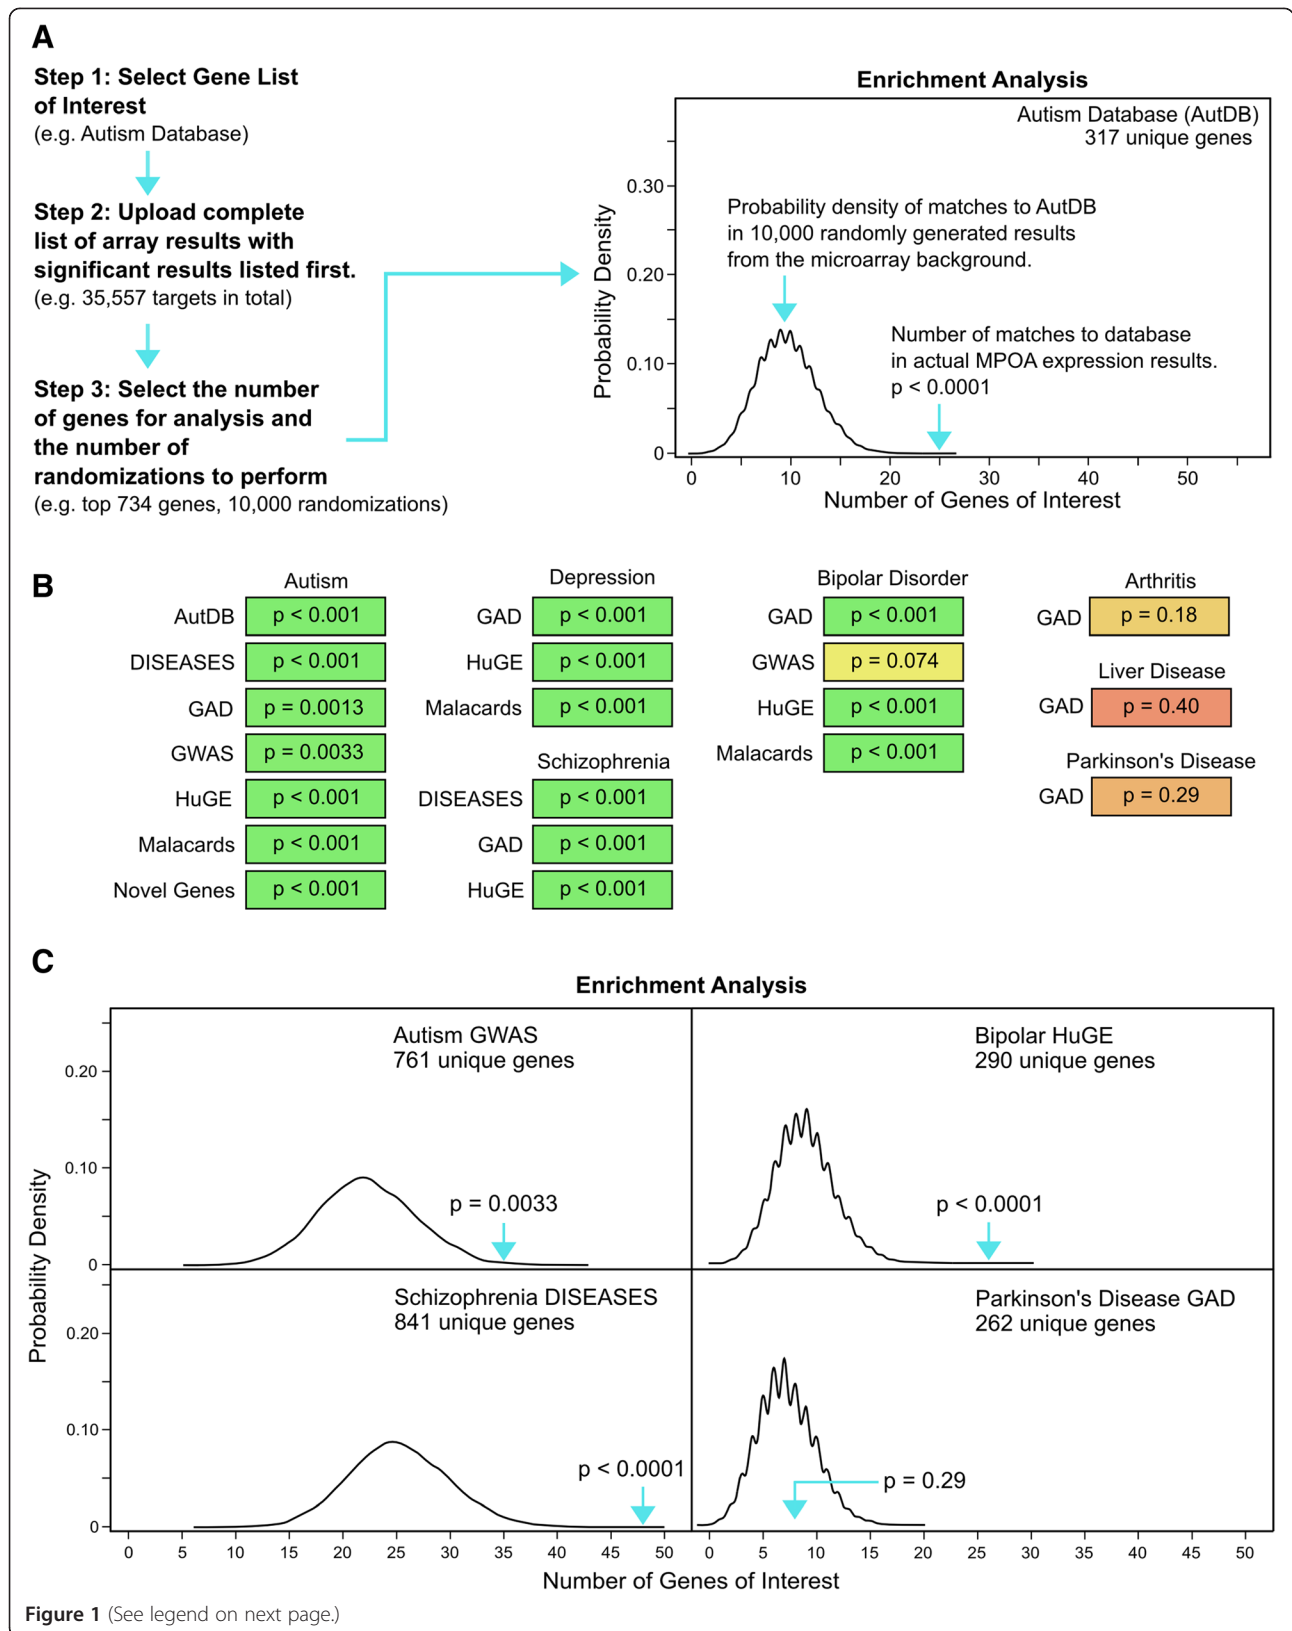 A
Step 1: Select Gene List
of Interest
(e.g. Autism Database)
Step 2: Upload complete
list of array results with
significant results listed first.
(e.g. 35,557 targets in total)
Step 3: Select the number
of genes for analysis and
the number of
randomizations to perform
(e.g. top 734 genes, 10,000 randomizations)
Enrichment Analysis
Autism Database (AutDB)
317 unique genes
Probability density of matches to AutDB
in 10,000 randomly generated results
from the microarray background.
Number of matches to database
in actual MPOA expression results.
p < 0.0001
Probability Density
0.30
0.20
0.10
0
0 10 20 30 40 50
Number of Genes of Interest
B
Autism
AutDB p < 0.001
DISEASES p < 0.001
GAD p = 0.0013
GWAS p = 0.0033
HuGE p < 0.001
Malacards p < 0.001
Novel Genes p < 0.001
Depression
GAD p < 0.001
HuGE p < 0.001
Malacards p < 0.001
Schizophrenia
DISEASES p < 0.001
GAD p < 0.001
HuGE p < 0.001
Bipolar Disorder
GAD p < 0.001
GWAS p = 0.074
HuGE p < 0.001
Malacards p < 0.001
Arthritis
GAD p = 0.18
Liver Disease
GAD p = 0.40
Parkinson's Disease
GAD p = 0.29
C
Enrichment Analysis
Probability Density
0.20
0.10
0
Autism GWAS
761 unique genes
p = 0.0033
Bipolar HuGE
290 unique genes
p < 0.0001
0.20
0.10
0
Schizophrenia DISEASES
841 unique genes
p < 0.0001
Parkinson's Disease GAD
262 unique genes
p = 0.29
0 5 10 15 20 25 30 35 40 45 50
0 5 10 15 20 25 30 35 40 45 50
Number of Genes of Interest
Figure 1 (See legend on next page.)